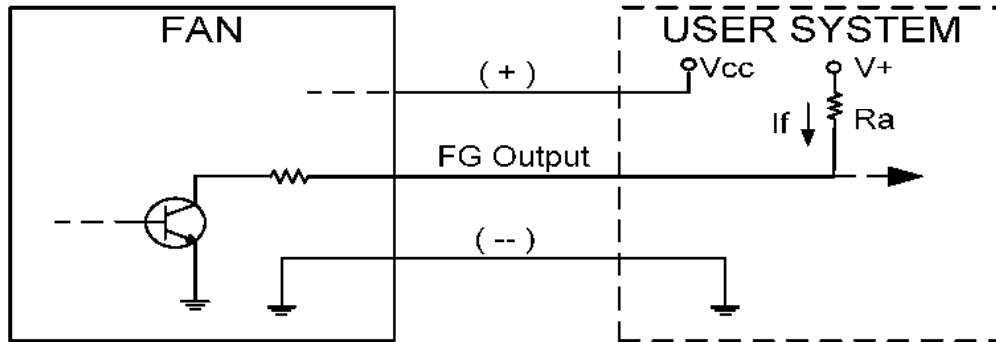 FAN
USER SYSTEM
( + )
Vcc
V+
If
Ra
FG Output
( -- )